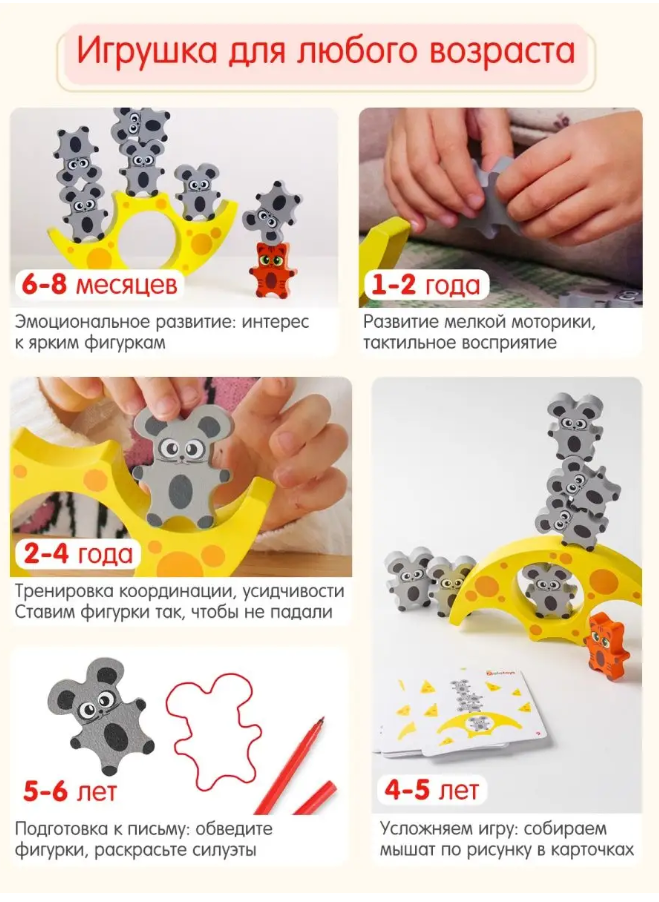 Игрушка для любого возраста
6-8 месяцев
Эмоциональное развитие: интерес
к ярким фигуркам
1-2 года
Развитие мелкой моторики,
тактильное восприятие
2-4 года
Тренировка координации, усидчивости
Ставим фигурки так, чтобы не падали
5-6 лет
Подготовка к письму: обведите
фигурки, раскрасьте силуэты
4-5 лет
Усложняем игру: собираем
мышат по рисунку в карточках